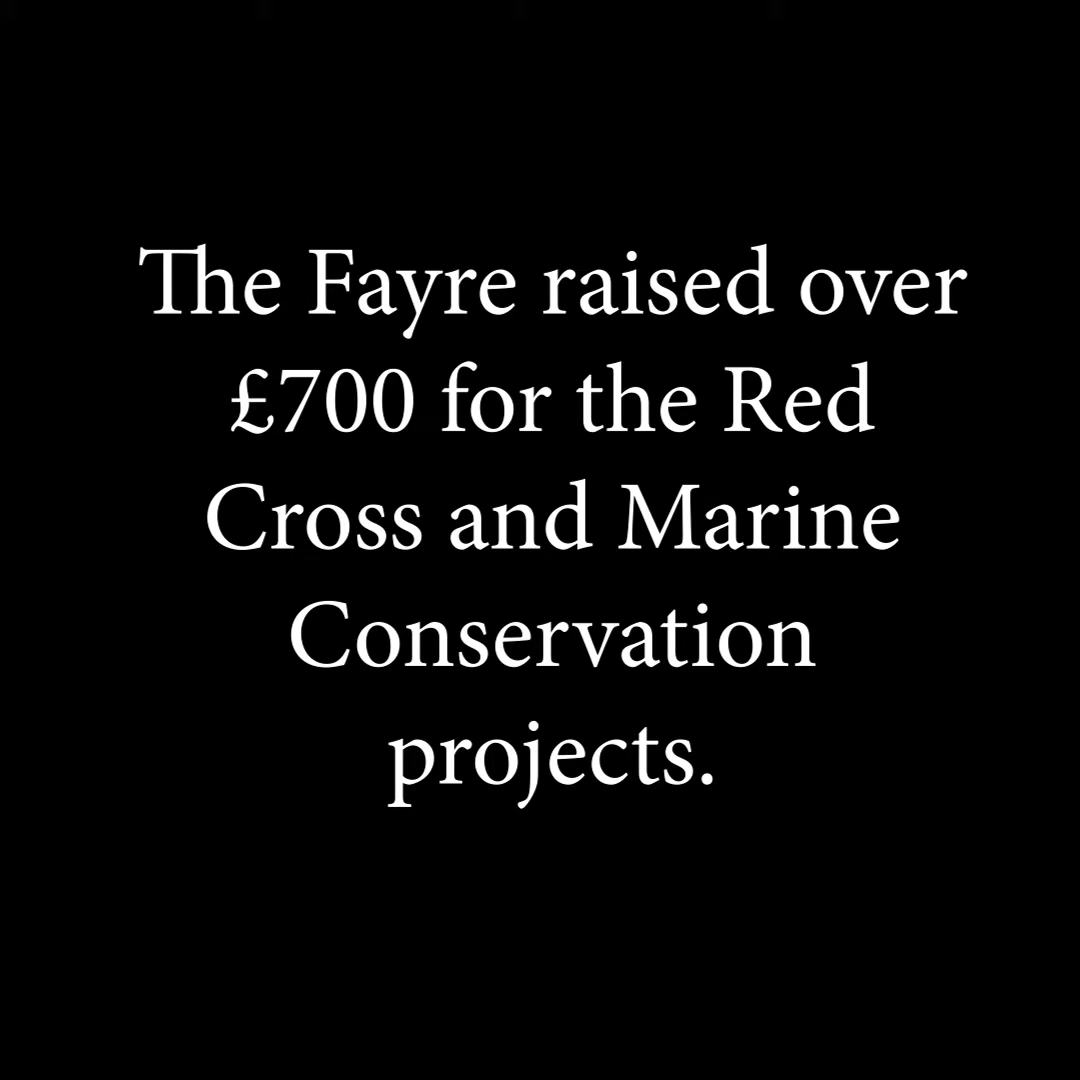 The Fayre raised over
£700 for the Red
Cross and Marine
Conservation
projects.